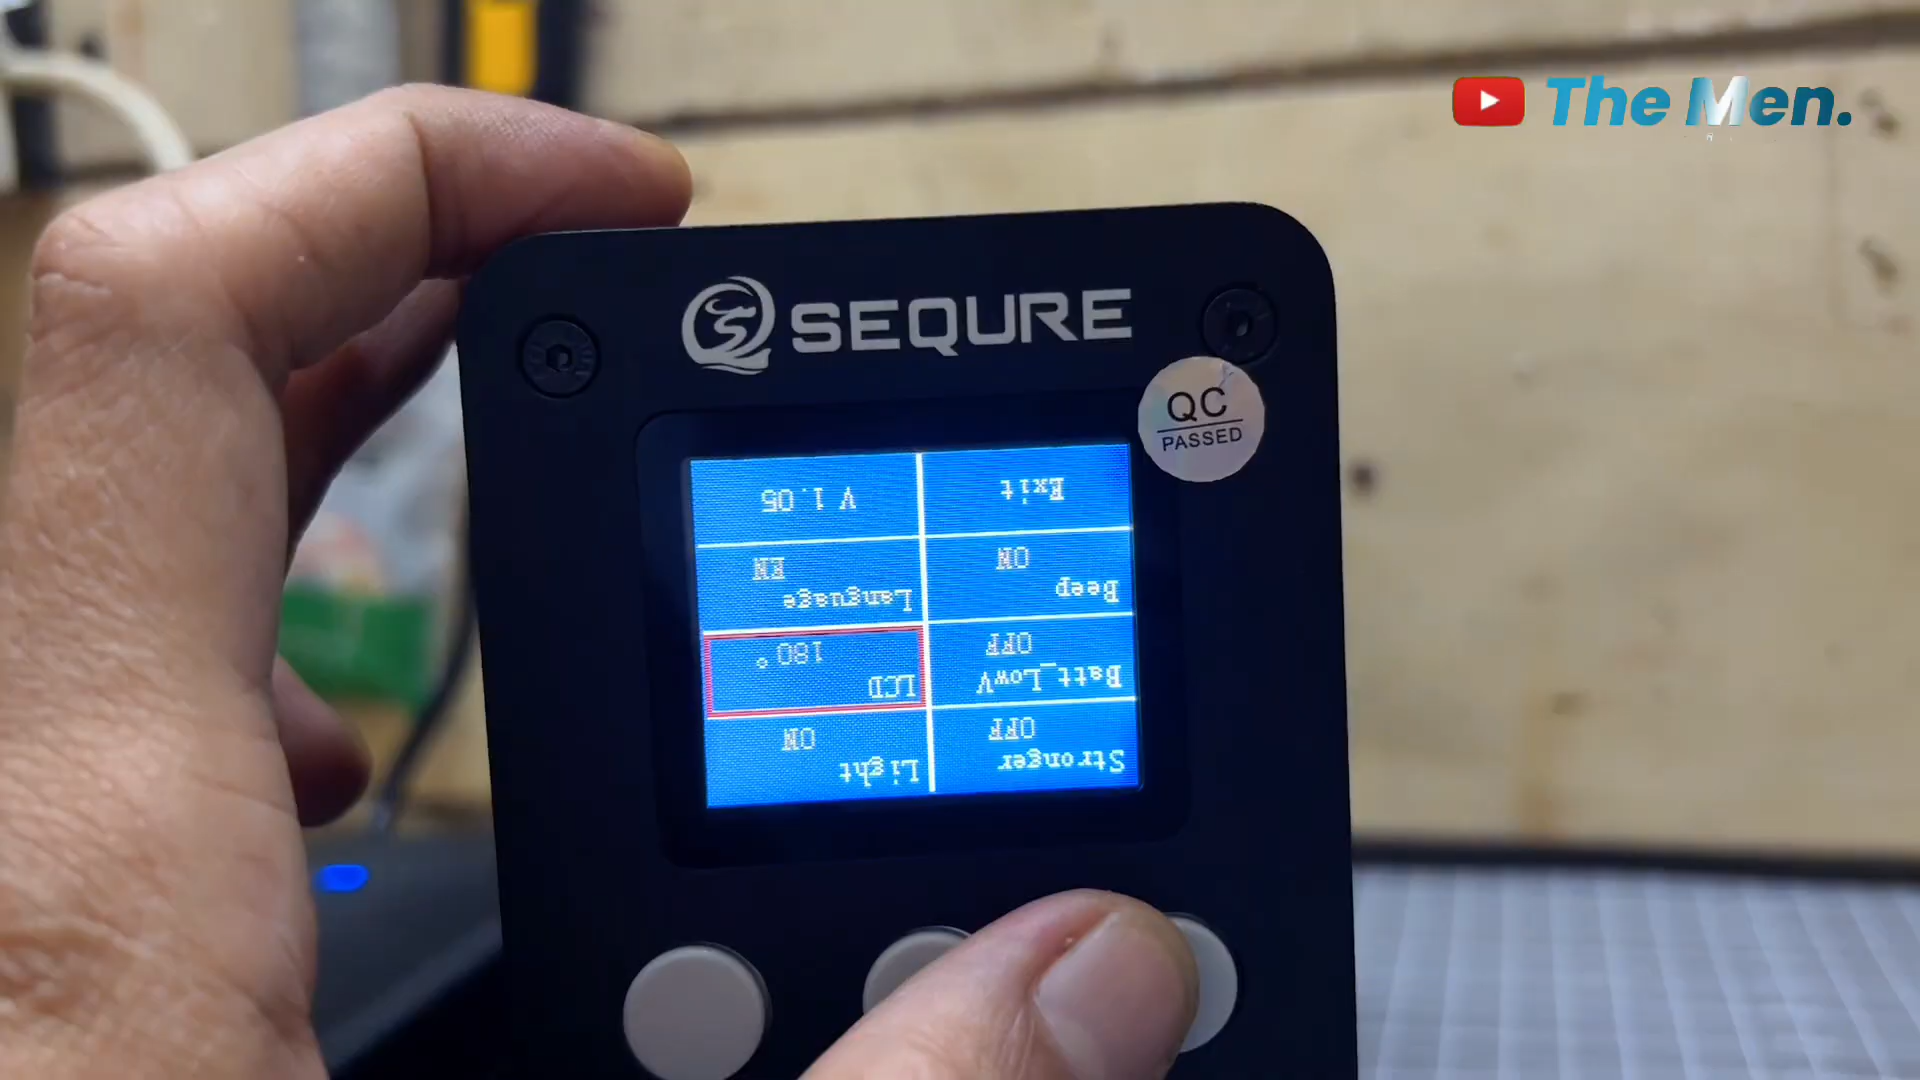 The Men.
SEQURE
QC
PASSED
Stronger
OFF
Light
ON
Batt_LowV
OFF
LCD
180°
Beep
ON
Language
EN
Exit
V 1.05